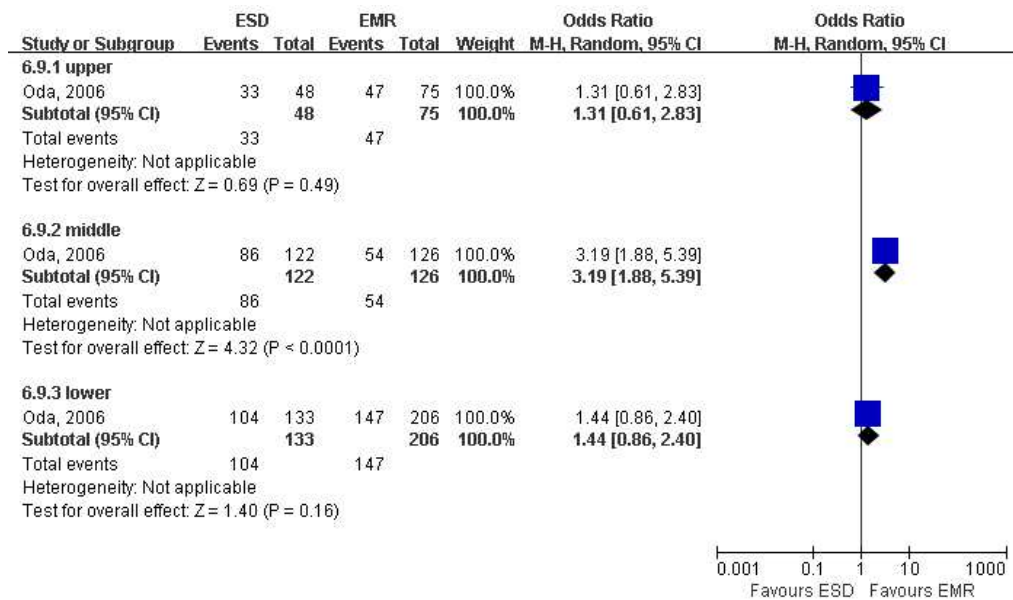 ESD EMR Odds Ratio Odds Ratio
Study or Subgroup Events Total Events Total Weight M-H, Random, 95% CI M-H, Random, 95% CI
6.9.1 upper
Oda, 2006 33 48 47 75 100.0% 1.31 [0.61, 2.83]
Subtotal (95% CI) 48 75 100.0% 1.31 [0.61, 2.83]
Total events 33 47
Heterogeneity: Not applicable
Test for overall effect: Z = 0.69 (P = 0.49)
6.9.2 middle
Oda, 2006 86 122 54 126 100.0% 3.19 [1.88, 5.39]
Subtotal (95% CI) 122 126 100.0% 3.19 [1.88, 5.39]
Total events 86 54
Heterogeneity: Not applicable
Test for overall effect: Z = 4.32 (P < 0.0001)
6.9.3 lower
Oda, 2006 104 133 147 206 100.0% 1.44 [0.86, 2.40]
Subtotal (95% CI) 133 206 100.0% 1.44 [0.86, 2.40]
Total events 104 147
Heterogeneity: Not applicable
Test for overall effect: Z = 1.40 (P = 0.16)
0.001 0.1 1 10 1000
Favours ESD Favours EMR